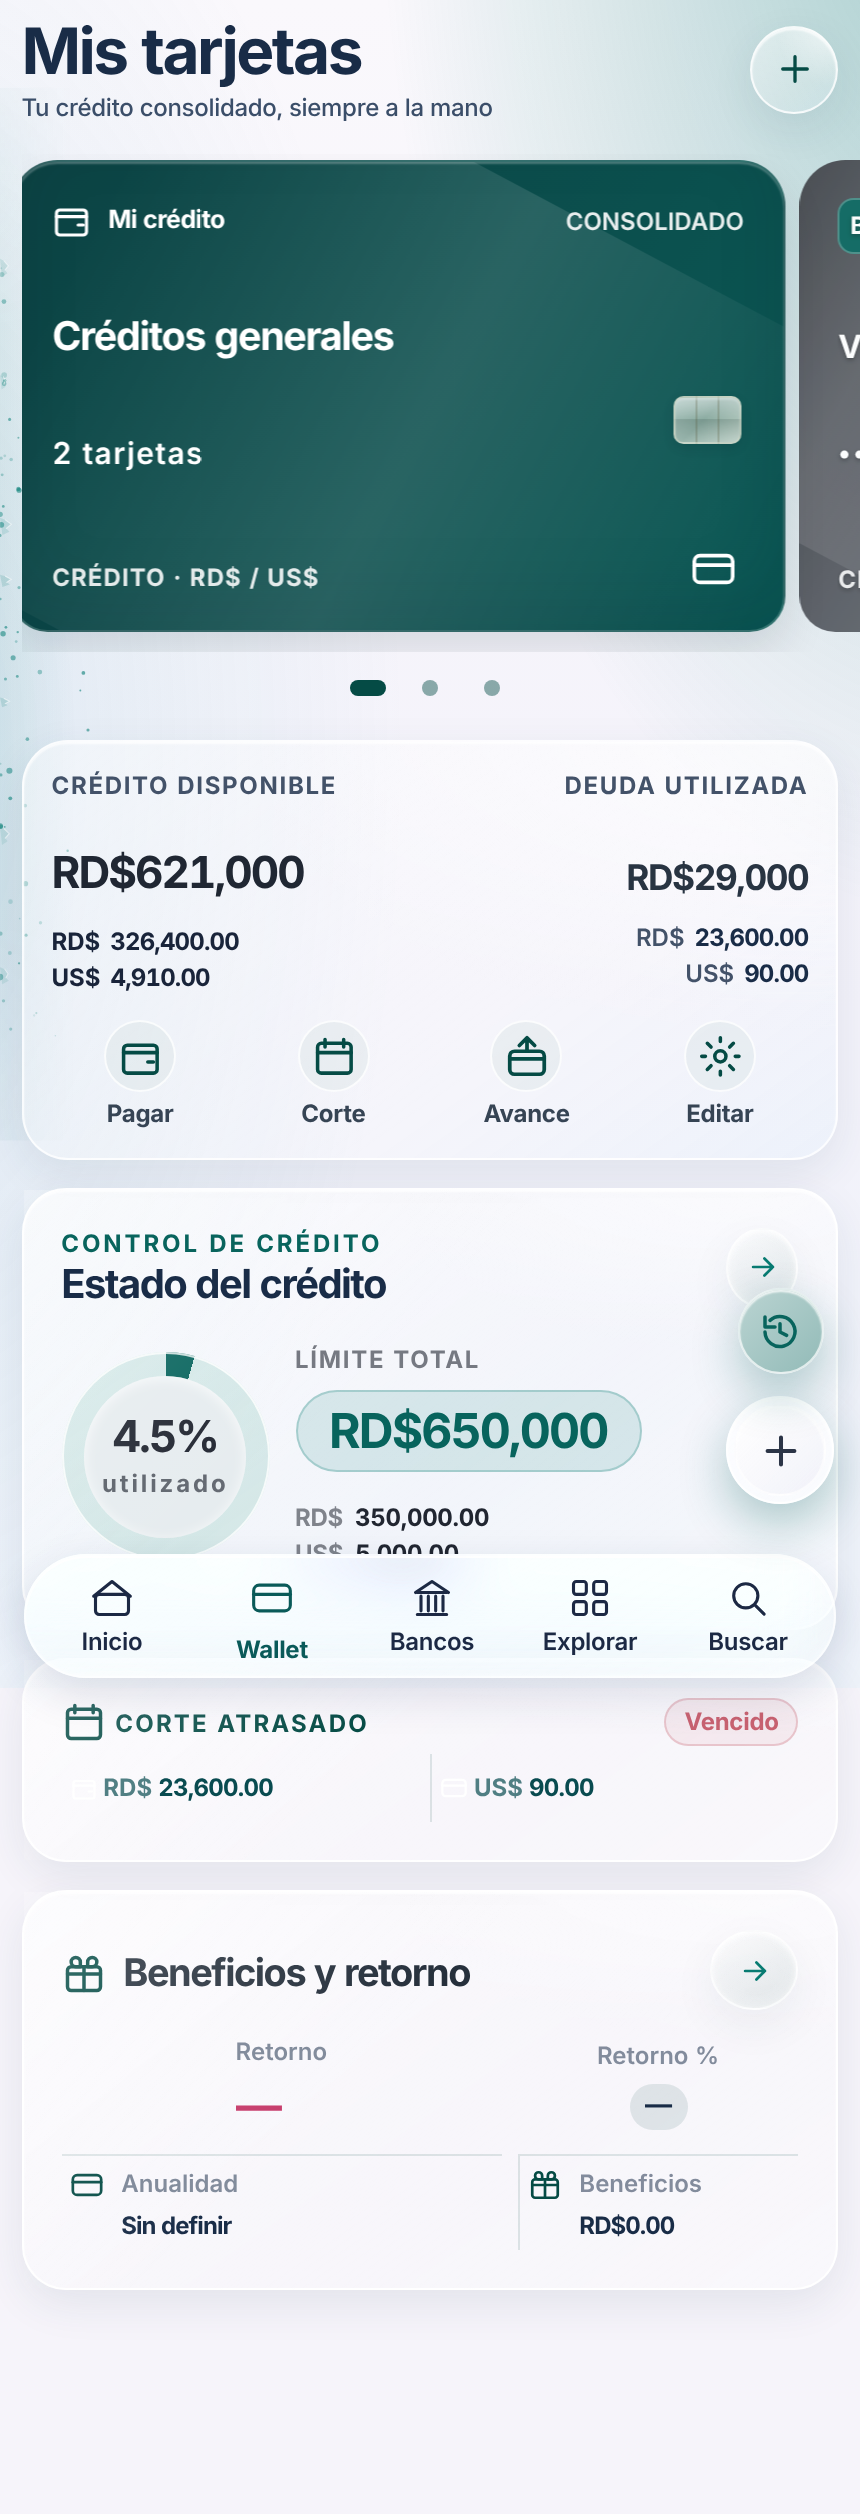 Mis tarjetas
Tu crédito consolidado, siempre a la mano
Mi crédito
CONSOLIDADO
Créditos generales
2 tarjetas
CRÉDITO · RD$ / US$
CRÉDITO DISPONIBLE
DEUDA UTILIZADA
RD$621,000
RD$29,000
RD$ 326,400.00
RD$ 23,600.00
US$ 4,910.00
US$ 90.00
Pagar
Corte
Avance
Editar
CONTROL DE CRÉDITO
Estado del crédito
LÍMITE TOTAL
4.5%
utilizado
RD$650,000
RD$ 350,000.00
US$ 5,000.00
Inicio
Wallet
Bancos
Explorar
Buscar
CORTE ATRASADO
Vencido
RD$ 23,600.00
US$ 90.00
Beneficios y retorno
Retorno
Retorno %
—
—
Anualidad
Sin definir
Beneficios
RD$0.00